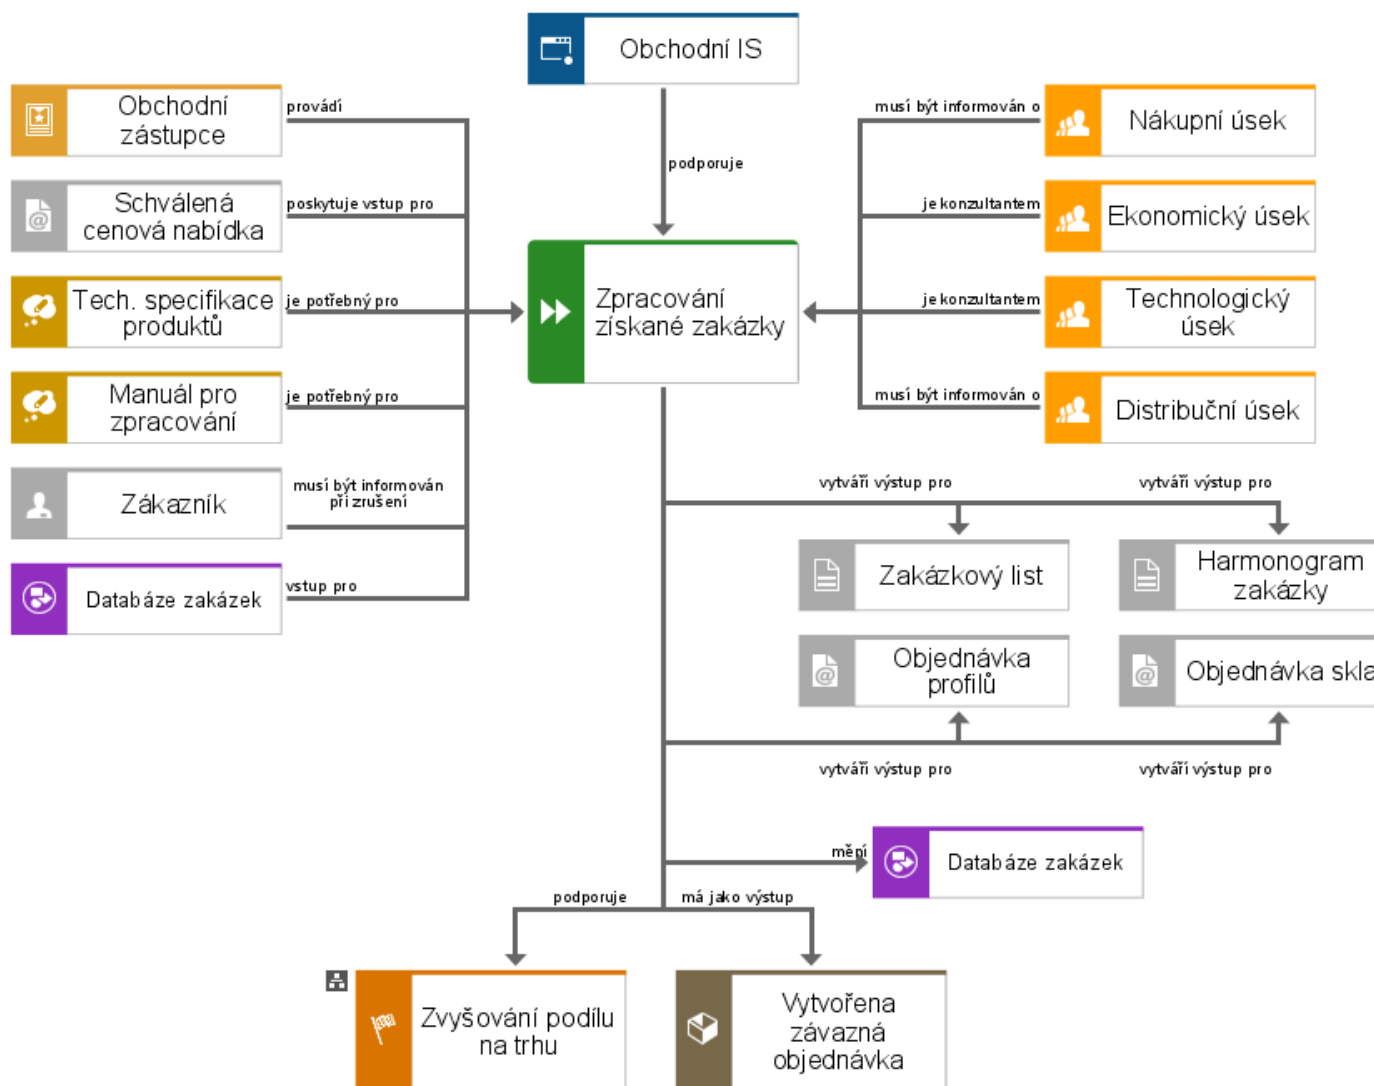 Obchodní IS
Obchodní
zástupce
provádí
musí být informován o
Nákupní úsek
podporuje
Schválená
cenová nabídka
poskytuje vstup pro
je konzultantem
Ekonomický úsek
Tech. specifikace
produktů
je potřebný pro
Zpracování
získané zakázky
je konzultantem
Technologický
úsek
Manuál pro
zpracování
je potřebný pro
musí být informován o
Distribuční úsek
Zákazník
musí být informován
při zrušení
vytváří výstup pro
vytváří výstup pro
Databáze zakázek
vstup pro
Zakázkový list
Harmonogram
zakázky
Objednávka
profilů
Objednávka skla
vytváří výstup pro
vytváří výstup pro
mění
Databáze zakázek
podporuje
má jako výstup
Zvyšování podílu
na trhu
Vytvořena
závazná
objednávka